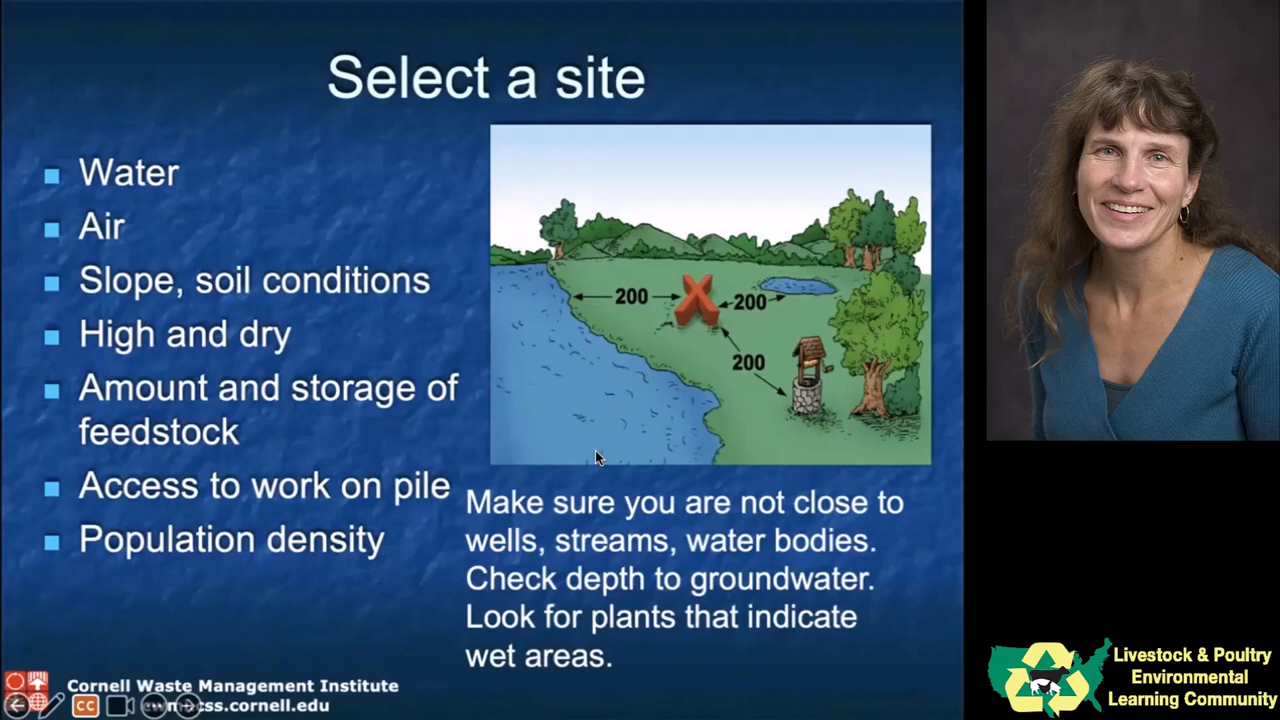 Select a site
Water
Air
Slope, soil conditions
High and dry
Amount and storage of
feedstock
Access to work on pile
Population density
200
200
200
Make sure you are not close to
wells, streams, water bodies.
Check depth to groundwater.
Look for plants that indicate
wet areas.
Cornell Waste Management Institute
css.cornell.edu
CC
Livestock & Poultry
Environmental
Learning Community